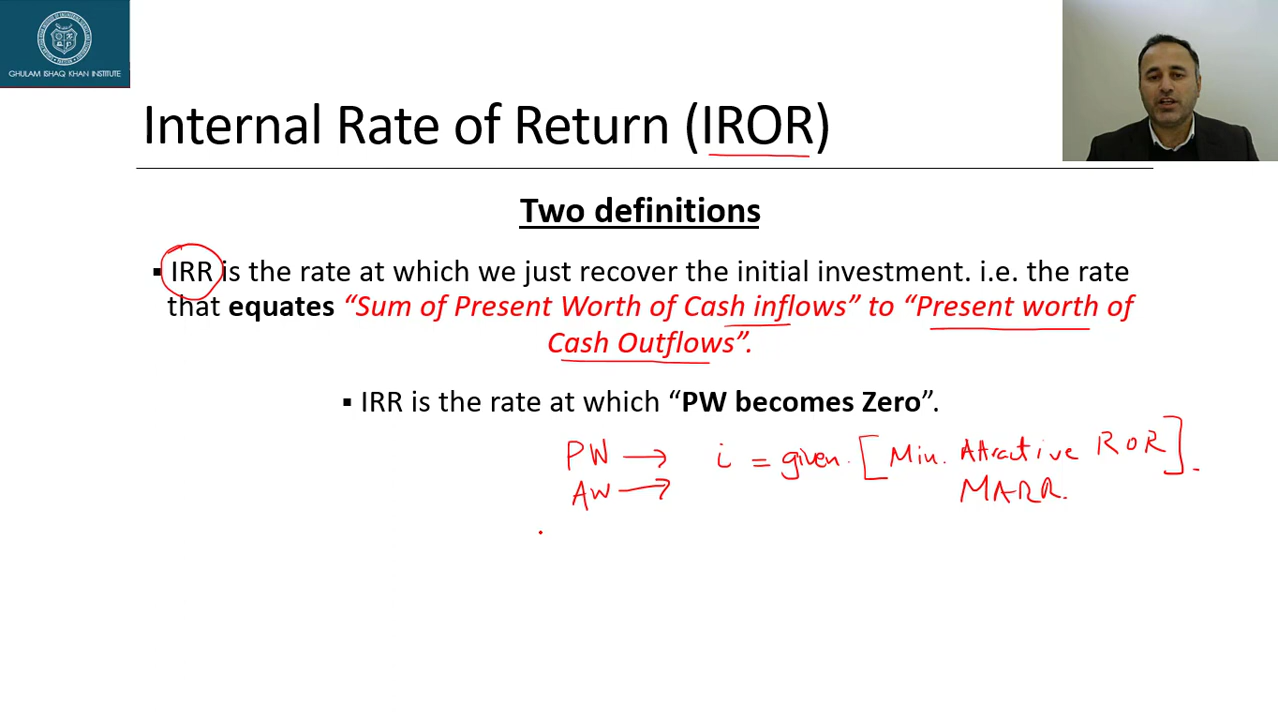 GHULAM ISHAQ KHAN INSTITUTE
Internal Rate of Return (IROR)
Two definitions
▪ IRR is the rate at which we just recover the initial investment. i.e. the rate
that equates “Sum of Present Worth of Cash inflows” to “Present worth of
Cash Outflows”.
▪ IRR is the rate at which “PW becomes Zero”.
PW → i = given. [Min. Attractive ROR].
AW → MARR.